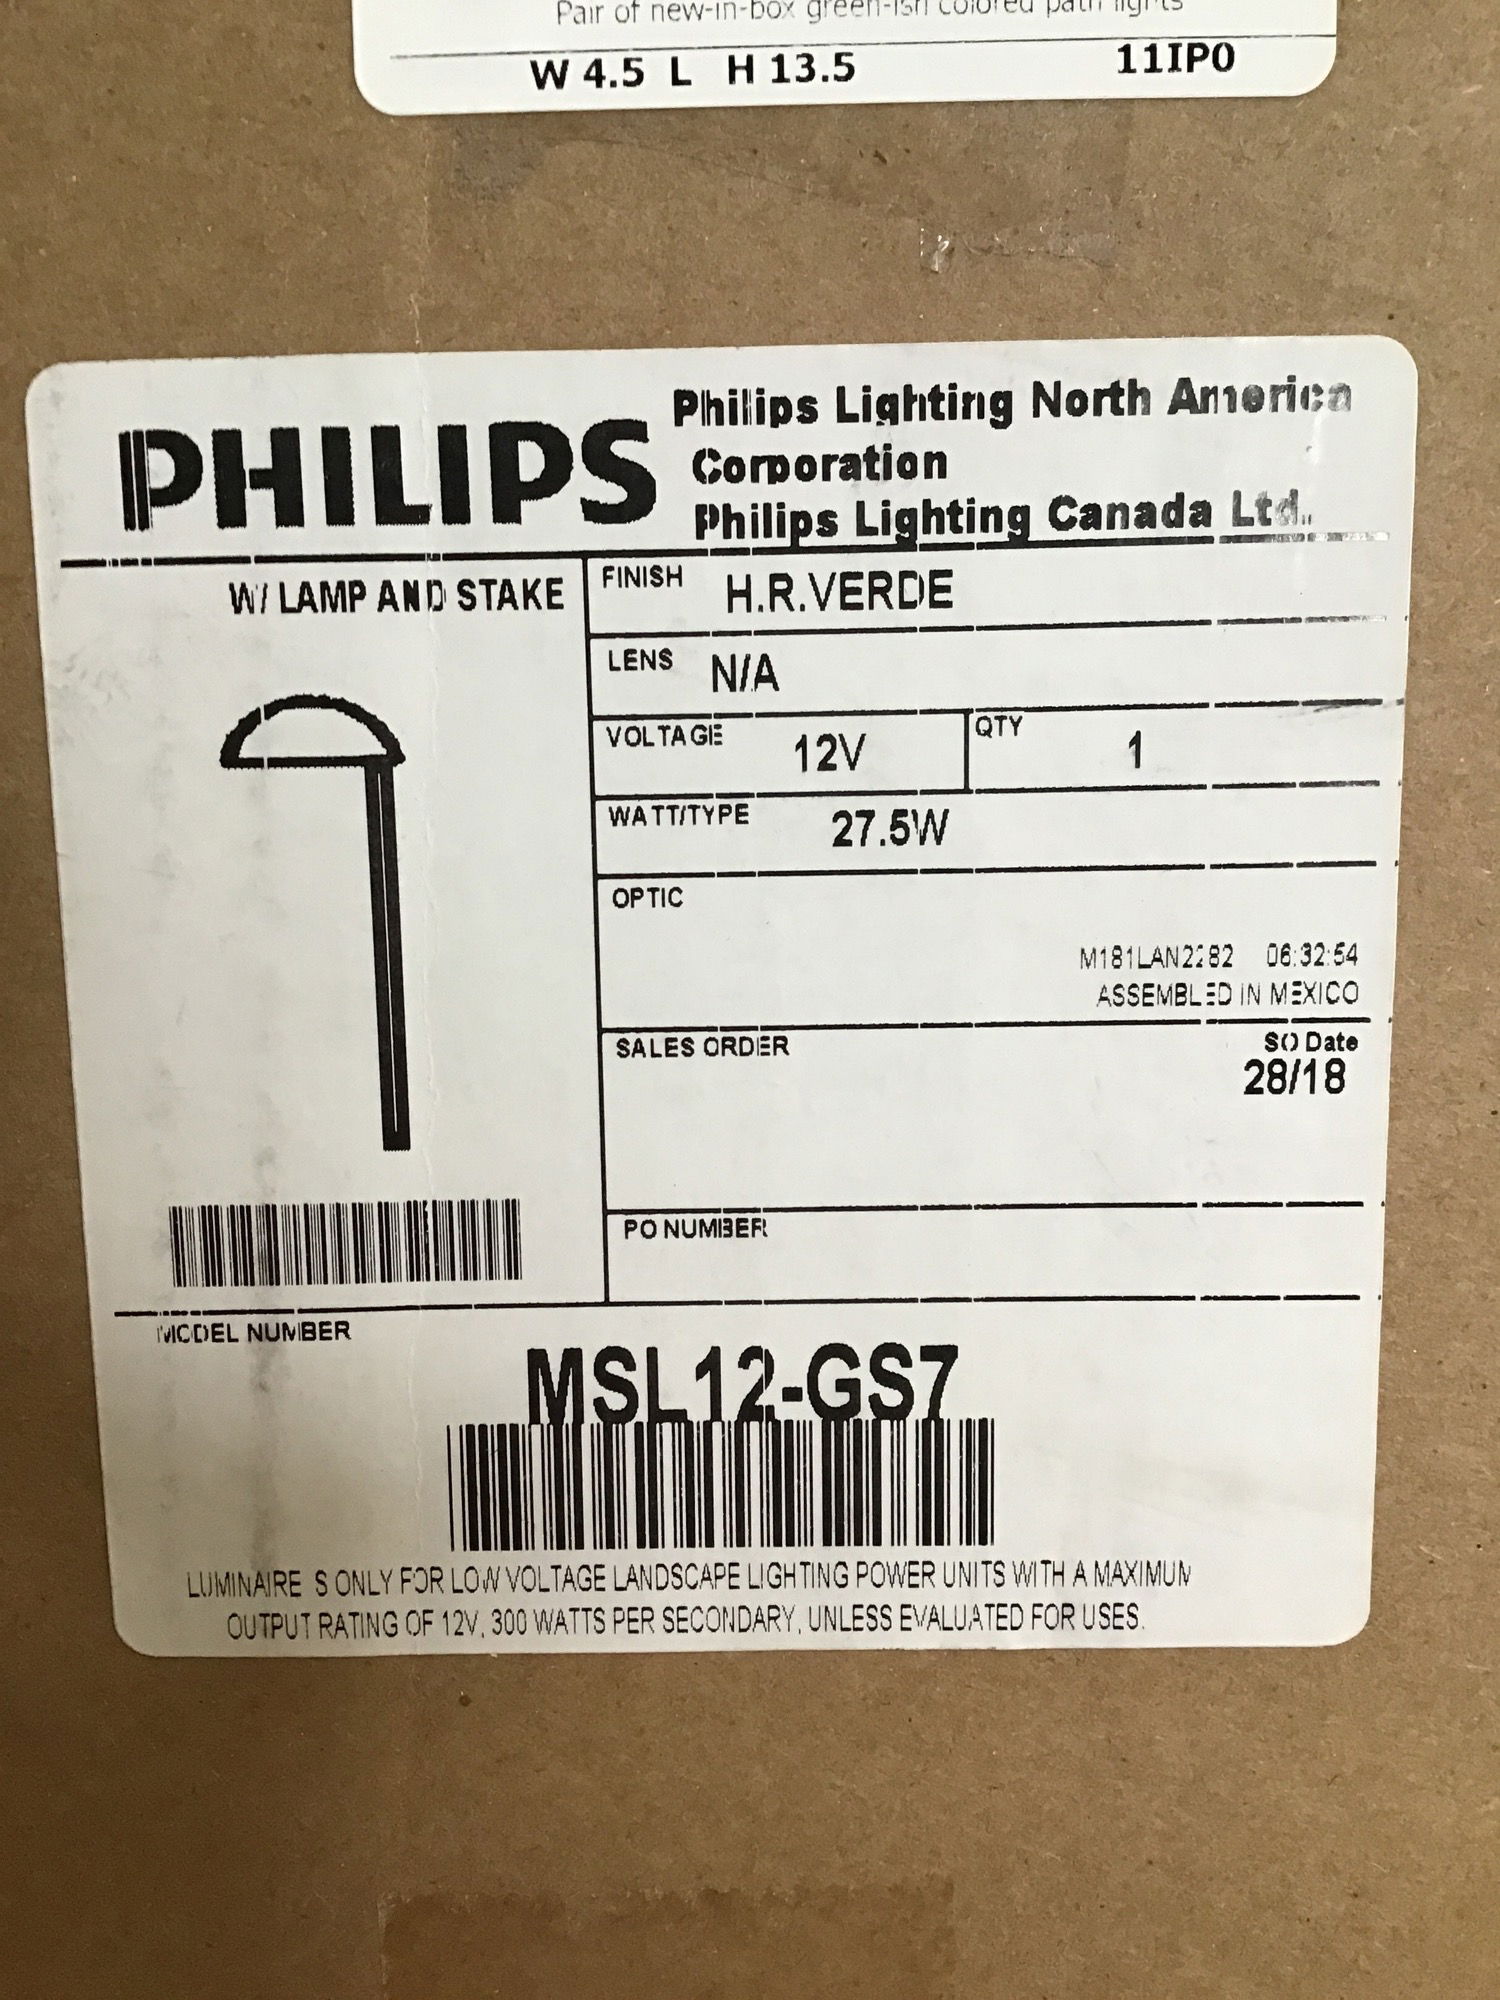 Pair of new-in-box green-ish colored path lights
W 4.5 L H 13.5 11IP0
PHILIPS
Philips Lighting North America
Corporation
Philips Lighting Canada Ltd.
W/ LAMP AND STAKE
FINISH H.R.VERDE
LENS N/A
VOLTAGE 12V QTY 1
WATT/TYPE 27.5W
OPTIC
M181LAN2282 06:32:54
ASSEMBLED IN MEXICO
SALES ORDER SO Date
28/18
PO NUMBER
MODEL NUMBER
MSL12-GS7
LUMINAIRE S ONLY FOR LOW VOLTAGE LANDSCAPE LIGHTING POWER UNITS WITH A MAXIMUM
OUTPUT RATING OF 12V, 300 WATTS PER SECONDARY, UNLESS EVALUATED FOR USES.